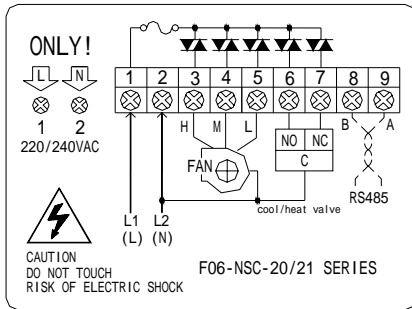 ONLY!
L N
1 2
220/240VAC
1 2 3 4 5 6 7 8 9
H M L B A
NO NC
C
FAN
RS485
cool/heat valve
L1 L2
(L) (N)
CAUTION
DO NOT TOUCH
RISK OF ELECTRIC SHOCK
F06-NSC-20/21 SERIES